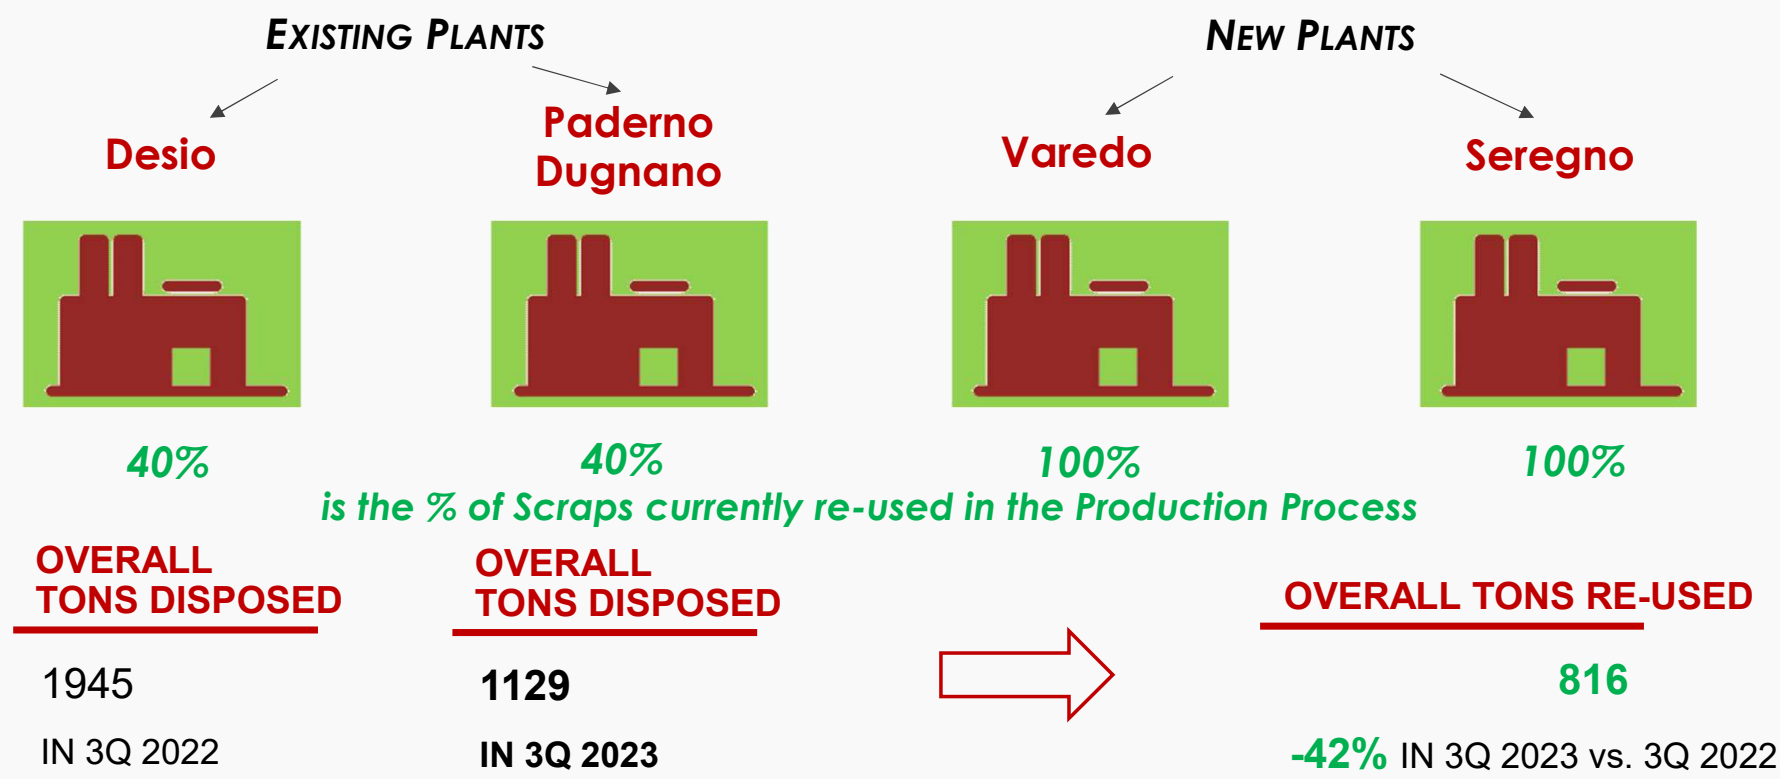 EXISTING PLANTS
NEW PLANTS
Desio
Paderno
Dugnano
Varedo
Seregno
40%
40%
100%
100%
is the % of Scraps currently re-used in the Production Process
OVERALL
TONS DISPOSED
1945
IN 3Q 2022
OVERALL
TONS DISPOSED
1129
IN 3Q 2023
OVERALL TONS RE-USED
816
-42% IN 3Q 2023 vs. 3Q 2022